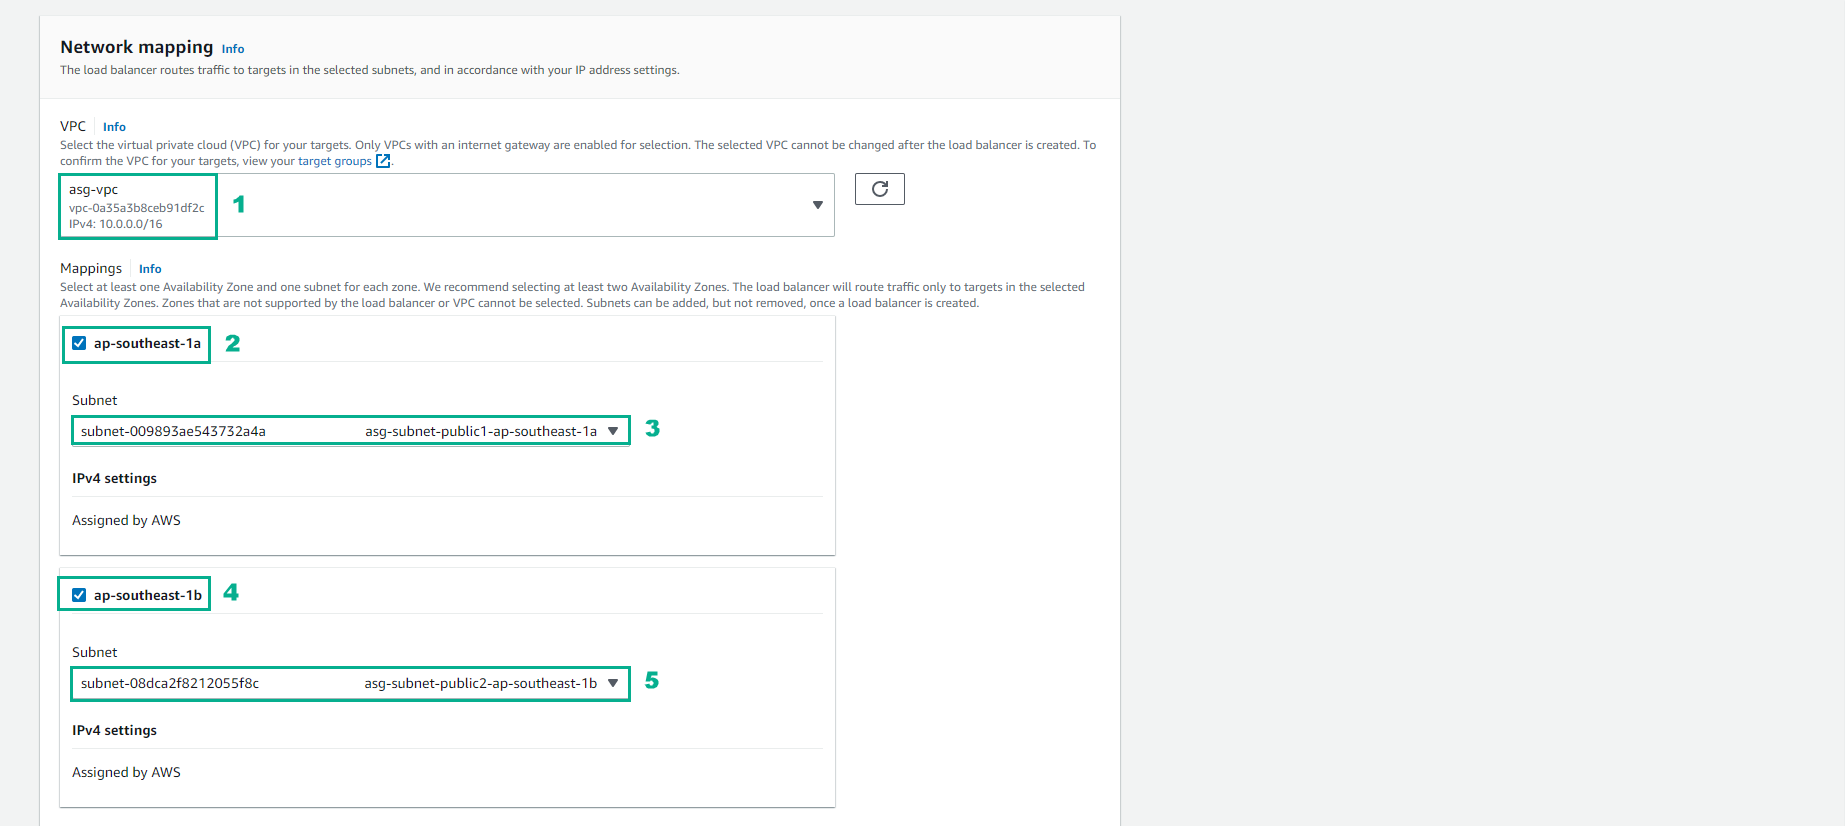 Network mapping Info
The load balancer routes traffic to targets in the selected subnets, and in accordance with your IP address settings.
VPC Info
Select the virtual private cloud (VPC) for your targets. Only VPCs with an internet gateway are enabled for selection. The selected VPC cannot be changed after the load balancer is created. To
confirm the VPC for your targets, view your target groups.
asg-vpc
vpc-0a35a3b8ceb91df2c
IPv4: 10.0.0.0/16
1
Mappings Info
Select at least one Availability Zone and one subnet for each zone. We recommend selecting at least two Availability Zones. The load balancer will route traffic only to targets in the selected
Availability Zones. Zones that are not supported by the load balancer or VPC cannot be selected. Subnets can be added, but not removed, once a load balancer is created.
ap-southeast-1a 2
Subnet
subnet-009893ae543732a4a asg-subnet-public1-ap-southeast-1a 3
IPv4 settings
Assigned by AWS
ap-southeast-1b 4
Subnet
subnet-08dca2f8212055f8c asg-subnet-public2-ap-southeast-1b 5
IPv4 settings
Assigned by AWS